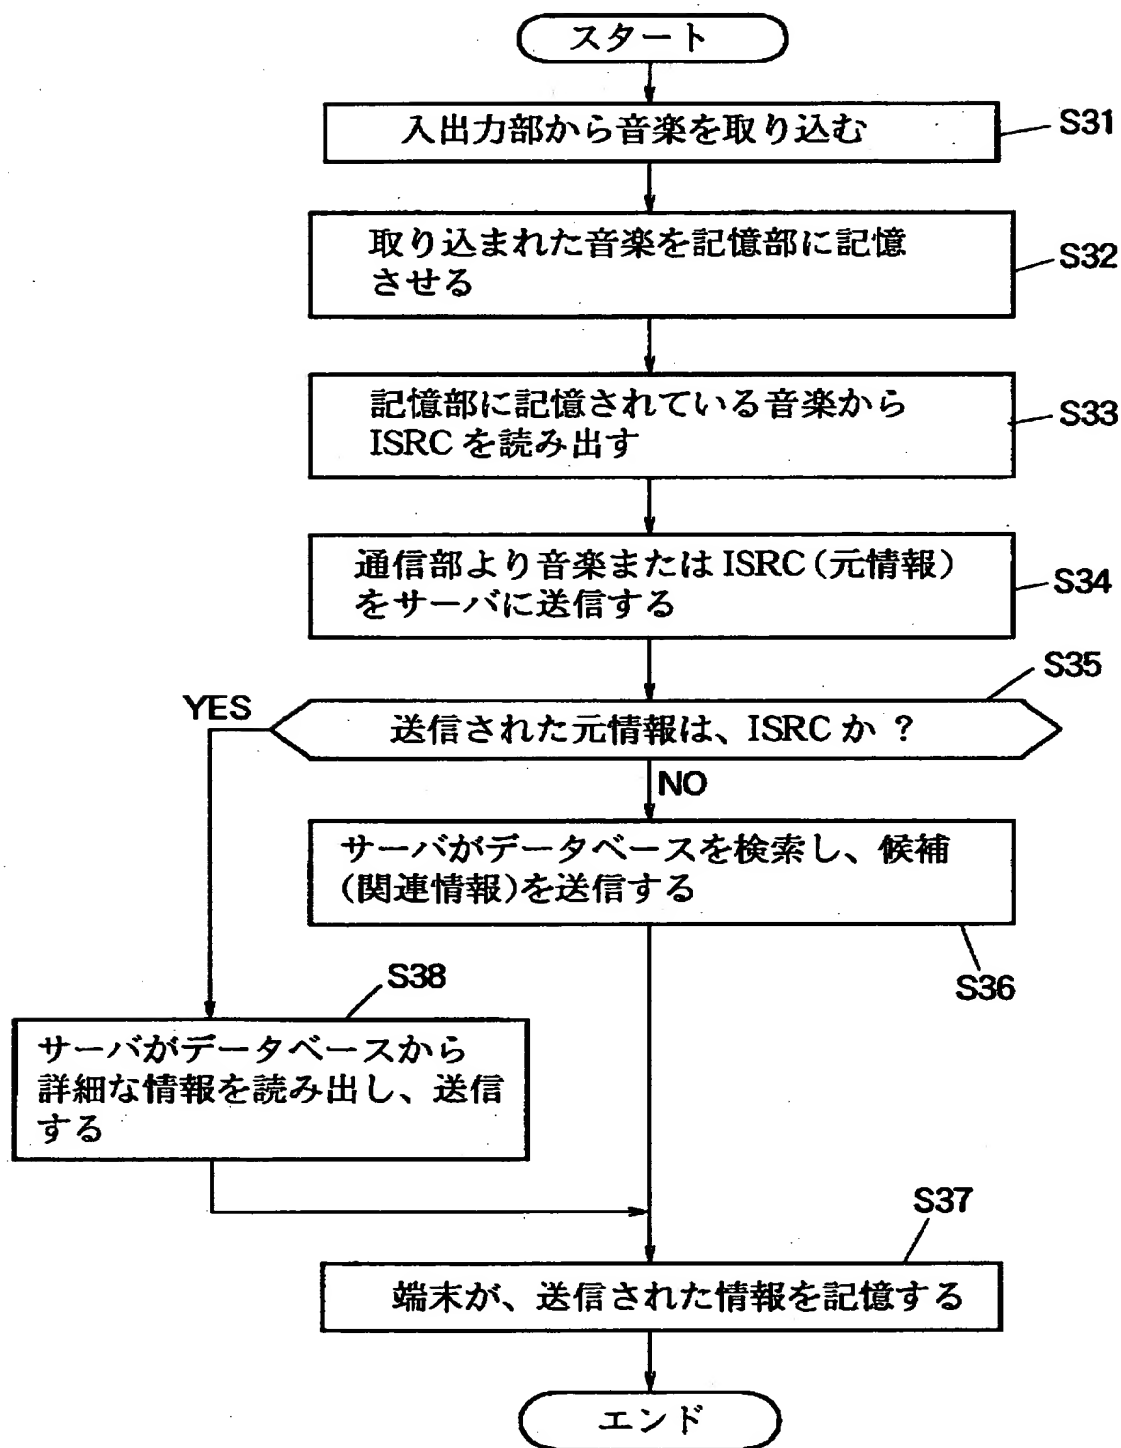 スタート
入出力部から音楽を取り込む
S31
取り込まれた音楽を記憶部に記憶
させる
S32
記憶部に記憶されている音楽から
ISRCを読み出す
S33
通信部より音楽またはISRC(元情報)
をサーバに送信する
S34
S35
YES
送信された元情報は、ISRCか?
NO
サーバがデータベースを検索し、候補
(関連情報)を送信する
S36
S38
サーバがデータベースから
詳細な情報を読み出し、送信
する
S37
端末が、送信された情報を記憶する
エンド